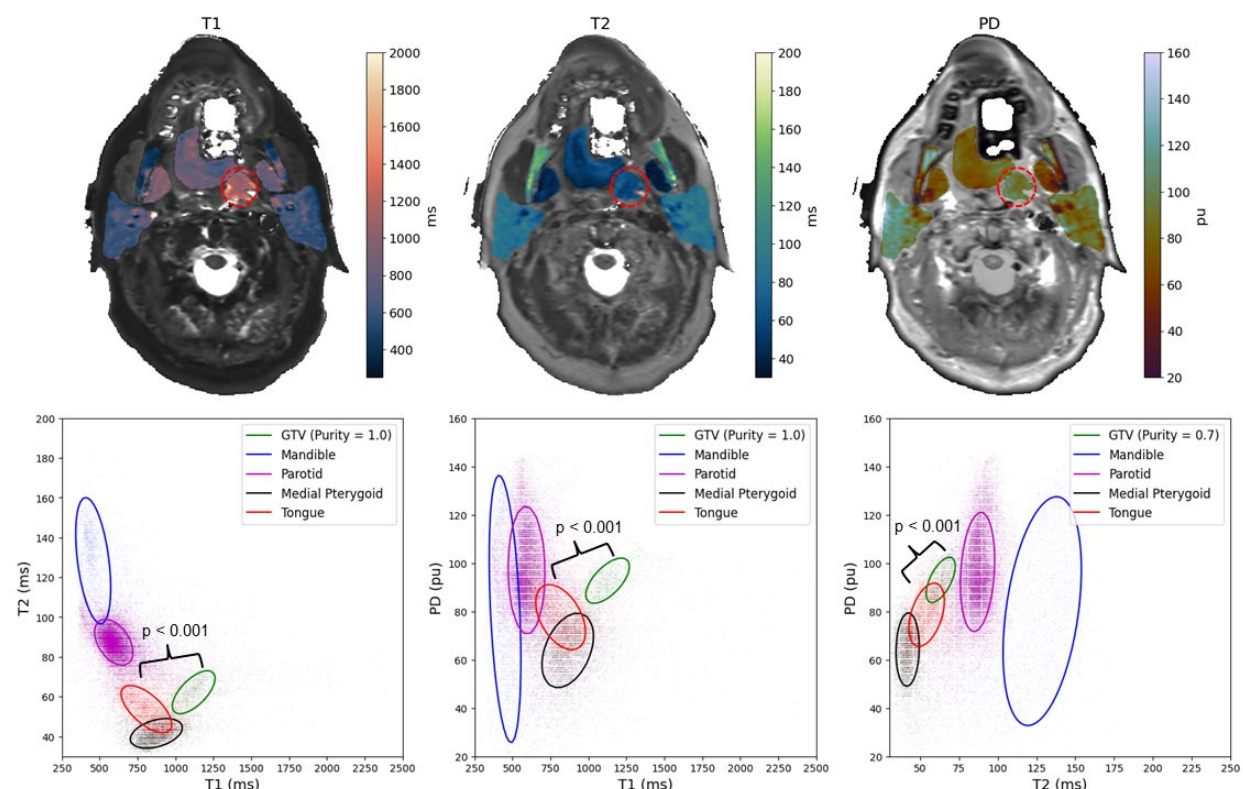 T1
T2
PD
2000
1800
1600
1400
1200
1000
800
600
400
ms
200
180
160
140
120
100
80
60
40
ms
160
140
120
100
80
60
40
20
pu
200
180
160
140
120
100
80
60
40
T2 (ms)
GTV (Purity = 1.0)
Mandible
Parotid
Medial Pterygoid
Tongue
p < 0.001
250 500 750 1000 1250 1500 1750 2000 2250 2500
T1 (ms)
160
140
120
100
80
60
40
20
PD (pu)
GTV (Purity = 1.0)
Mandible
Parotid
Medial Pterygoid
Tongue
p < 0.001
250 500 750 1000 1250 1500 1750 2000 2250 2500
T1 (ms)
160
140
120
100
80
60
40
20
PD (pu)
GTV (Purity = 0.7)
Mandible
Parotid
Medial Pterygoid
Tongue
p < 0.001
50 75 100 125 150 175 200 225 250
T2 (ms)